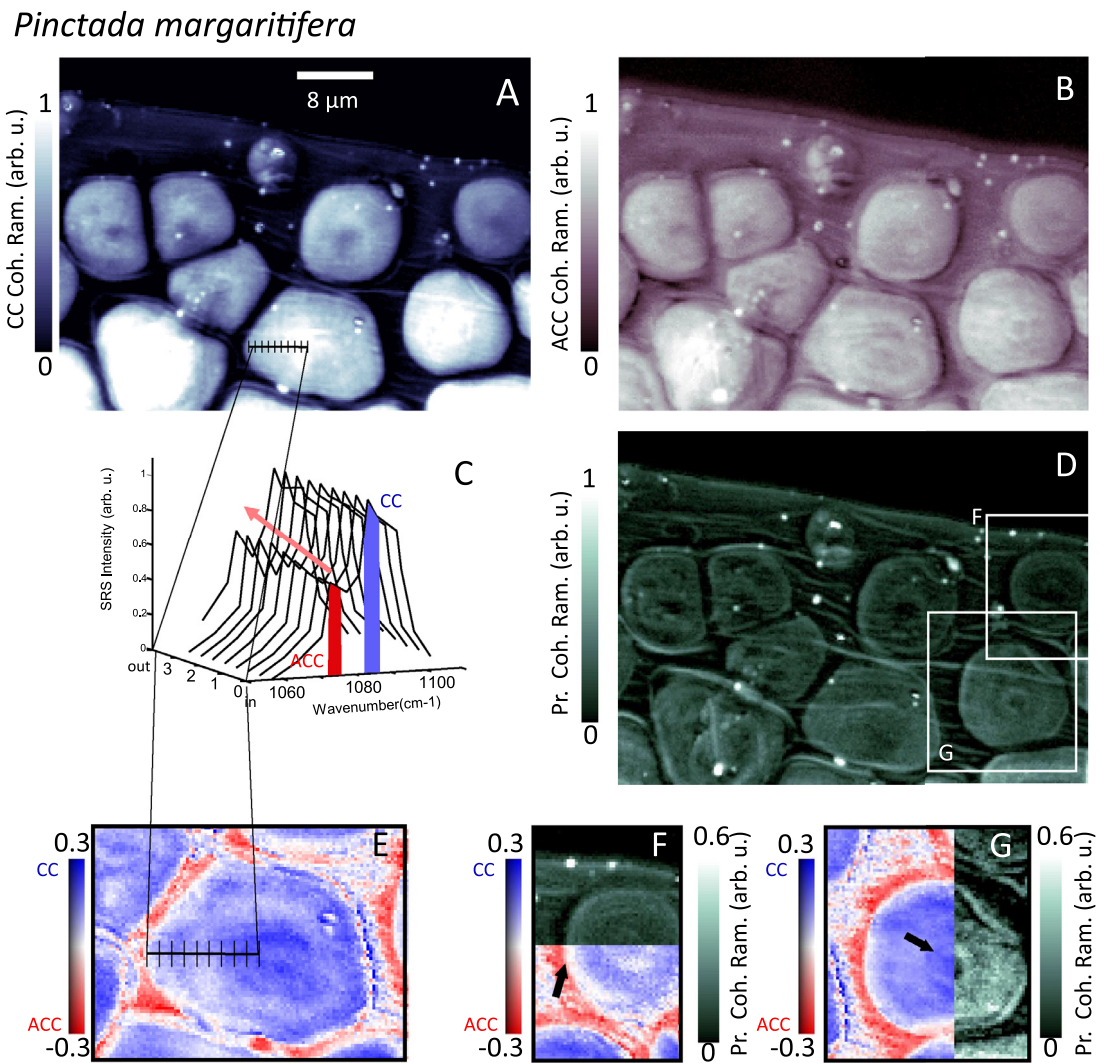 Pinctada margaritifera
A
8 µm
1
CC Coh. Ram. (arb. u.)
0
B
1
ACC Coh. Ram. (arb. u.)
0
C
SRS Intensity (arb. u.)
1
0.8
0.6
0.4
0.2
0
out 3 2 1 0
in
1060 1080 1100
Wavenumber(cm-1)
ACC
CC
D
1
Pr. Coh. Ram. (arb. u.)
0
F
G
E
0.3
CC
ACC
-0.3
F
0.3
CC
ACC
-0.3
0.6
Pr. Coh. Ram. (arb. u.)
0
G
0.3
CC
ACC
-0.3
0.6
Pr. Coh. Ram. (arb. u.)
0